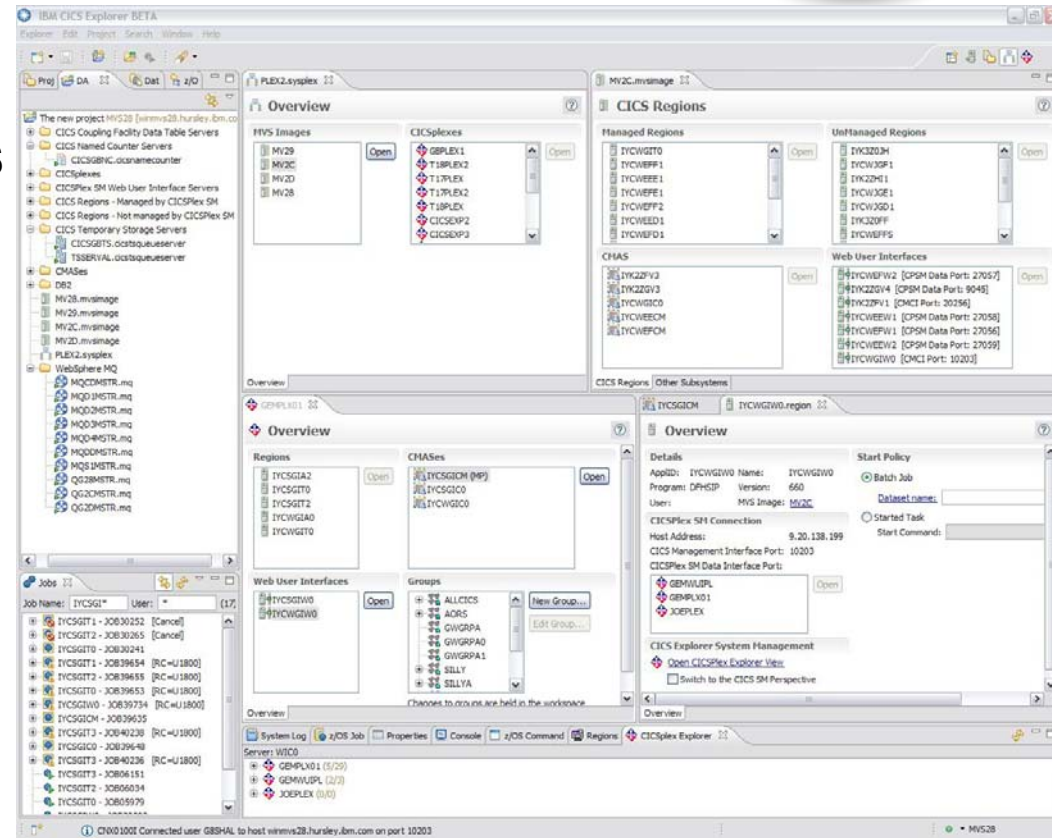 IBM CICS Explorer BETA
Explorer Edit Project Search Window Help
Proj DA Dat z/O
The new project MVS28 [winmvs28.hursley.ibm.co
CICS Coupling Facility Data Table Servers
CICS Named Counter Servers
CICSGBNC.cicsnamecounter
CICSplexes
CICSPlex SM Web User Interface Servers
CICS Regions - Managed by CICSPlex SM
CICS Regions - Not managed by CICSPlex SM
CICS Temporary Storage Servers
CICSGBTS.cicstsqueueserver
TSSERVAL.cicstsqueueserver
CMASes
DB2
MV28.mvsimage
MV29.mvsimage
MV2C.mvsimage
MV2D.mvsimage
PLEX2.sysplex
WebSphere MQ
MQCDMSTR.mq
MQD1MSTR.mq
MQD2MSTR.mq
MQD3MSTR.mq
MQD4MSTR.mq
MQDDMSTR.mq
MQS1MSTR.mq
QG28MSTR.mq
QG2CMSTR.mq
QG2DMSTR.mq
Jobs
Job Name: IYCSGI* User: * (17
IYCSGIT1 - JOB30252 [Cancel]
IYCSGIT2 - JOB30265 [Cancel]
IYCSGIT0 - JOB30241
IYCSGIT1 - JOB39654 [RC=U1800]
IYCSGIT2 - JOB39655 [RC=U1800]
IYCSGIT0 - JOB39653 [RC=U1800]
IYCSGIW0 - JOB39734 [RC=U1800]
IYCSGICM - JOB39635
IYCSGIT3 - JOB40238 [RC=U1800]
IYCSGIC0 - JOB39648
IYCSGIT3 - JOB40236 [RC=U1800]
IYCSGIT3 - JOB06151
IYCSGIT2 - JOB06034
IYCSGIT0 - JOB05979
PLEX2.sysplex
Overview
MVS Images
MV29
MV2C
MV2D
MV28
Open
CICSplexes
GBPLEX1
T18PLEX2
T17PLEX
T17PLEX2
T18PLEX
CICSEXP2
CICSEXP3
Open
Overview
MV2C.mvsimage
CICS Regions
Managed Regions
IYCWGIT0
IYCWEFF1
IYCWEEE1
IYCWEFE1
IYCWEFF2
IYCWEED1
IYCWEFD1
Open
UnManaged Regions
IYK3Z0JH
IYCWJGF1
IYK2ZHI1
IYCWJGE1
IYCWJGD1
IYK3Z0FF
IYCWEFFS
Open
CMAS
IYK2ZFV3
IYK2ZGV3
IYCWGIC0
IYCWEECM
IYCWEFCM
Open
Web User Interfaces
IYCWEFW2 [CPSM Data Port: 27057]
IYK2ZGV4 [CPSM Data Port: 9045]
IYK2ZFV1 [CMCI Port: 20256]
IYCWEEW1 [CPSM Data Port: 27058]
IYCWEFW1 [CPSM Data Port: 27056]
IYCWEEW2 [CPSM Data Port: 27059]
IYCWGIW0 [CMCI Port: 10203]
Open
CICS Regions Other Subsystems
GEMPLX01
Overview
Regions
IYCSGIA2
IYCSGIT0
IYCSGIT2
IYCWGIA0
IYCWGIT0
Open
CMASes
IYCSGICM (MP)
IYCSGIC0
IYCWGIC0
Open
Web User Interfaces
IYCSGIW0
IYCWGIW0
Open
Groups
ALLCICS
AORS
GWGRPA
GWGRPA0
GWGRPA1
SILLY
SILLYA
New Group...
Edit Group...
Changes to groups are held in the workspace
Overview
IYCSGICM IYCWGIW0.region
Overview
Details
ApplID: IYCWGIW0 Name: IYCWGIW0
Program: DFHSIP Version: 660
User: MVS Image: MV2C
CICSPlex SM Connection
Host Address: 9.20.138.199
CICS Management Interface Port: 10203
CICSPlex SM Data Interface Port:
GEMWUIPL
GEMPLX01
JOEPLEX
Open
CICS Explorer System Management
Open CICSPlex Explorer View
Switch to the CICS SM Perspective
Start Policy
Batch Job
Dataset name:
Started Task
Start Command:
Overview
System Log z/OS Job Properties Console z/OS Command Regions CICSplex Explorer
Server: WIC0
GEMPLX01 (5/29)
GEMWUIPL (2/3)
JOEPLEX (0/0)
CNX0100I Connected user GBSHAL to host winmvs28.hursley.ibm.com on port 10203
MVS28
S